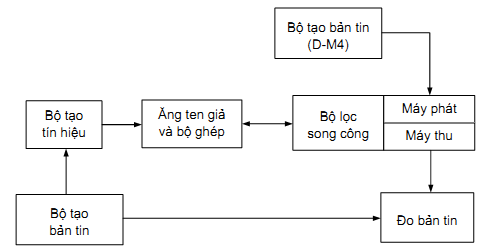 Bộ tạo bản tin
(D-M4)
Bộ tạo
tín hiệu
Ăng ten giả
và bộ ghép
Bộ lọc
song công
Máy phát
Máy thu
Bộ tạo
bản tin
Đo bản tin